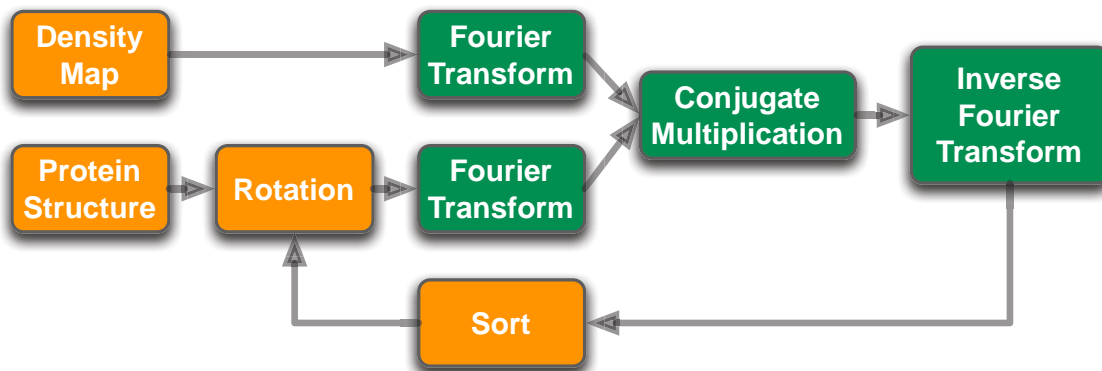 Density
Map
Fourier
Transform
Conjugate
Multiplication
Inverse
Fourier
Transform
Protein
Structure
Rotation
Fourier
Transform
Sort